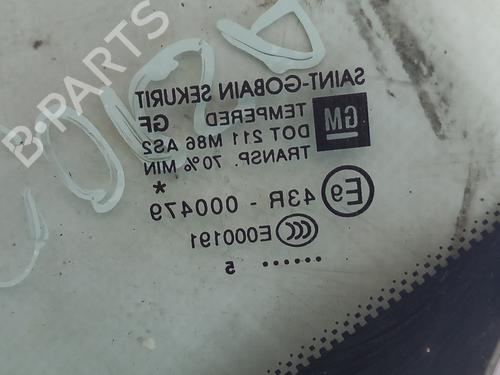 B-PARTS
SAINT-GOBAIN SEKURIT
GM
TEMPERED GF
DOT 211 M86 AS2
TRANSP. 70% MIN
*
E9 43R - 000479
CCC E000191
...... 5